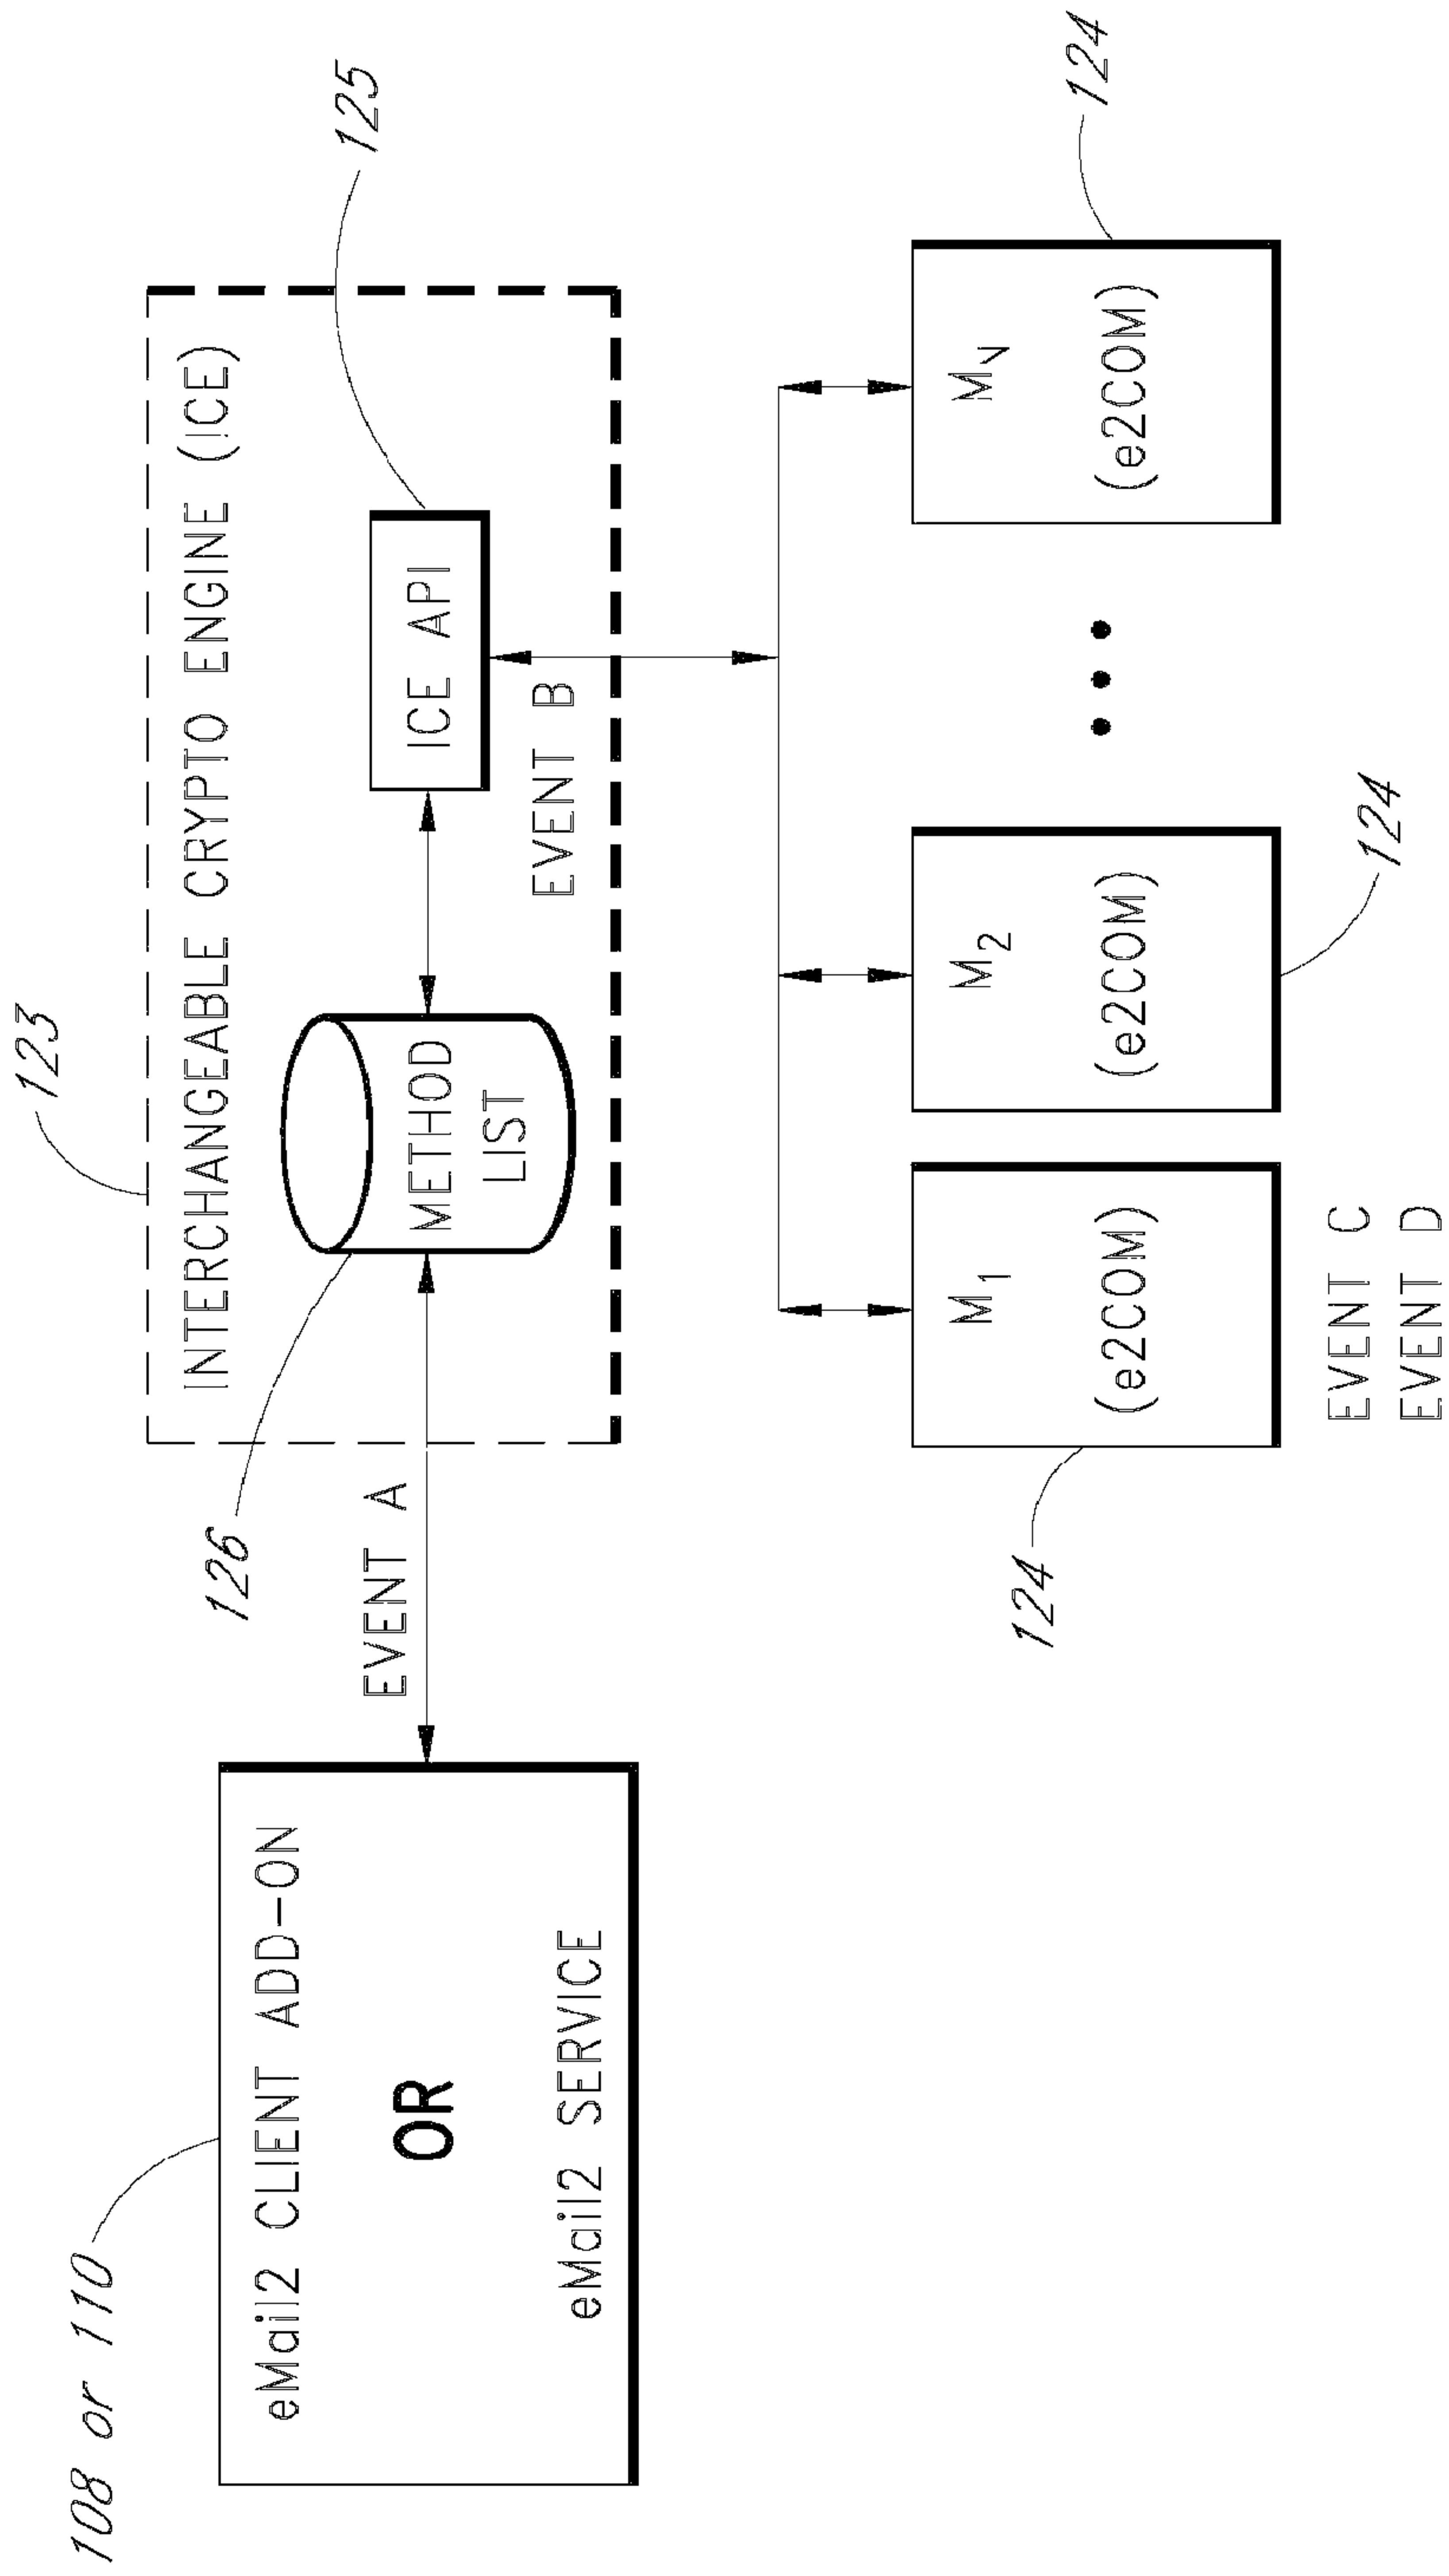 108 or 110
eMail2 CLIENT ADD-ON
OR
eMail2 SERVICE
EVENT A
123
INTERCHANGEABLE CRYPTO ENGINE (ICE)
126
METHOD
LIST
125
ICE API
EVENT B
124
M1
(e2COM)
EVENT C
EVENT D
M2
(e2COM)
124
MN
(e2COM)
124